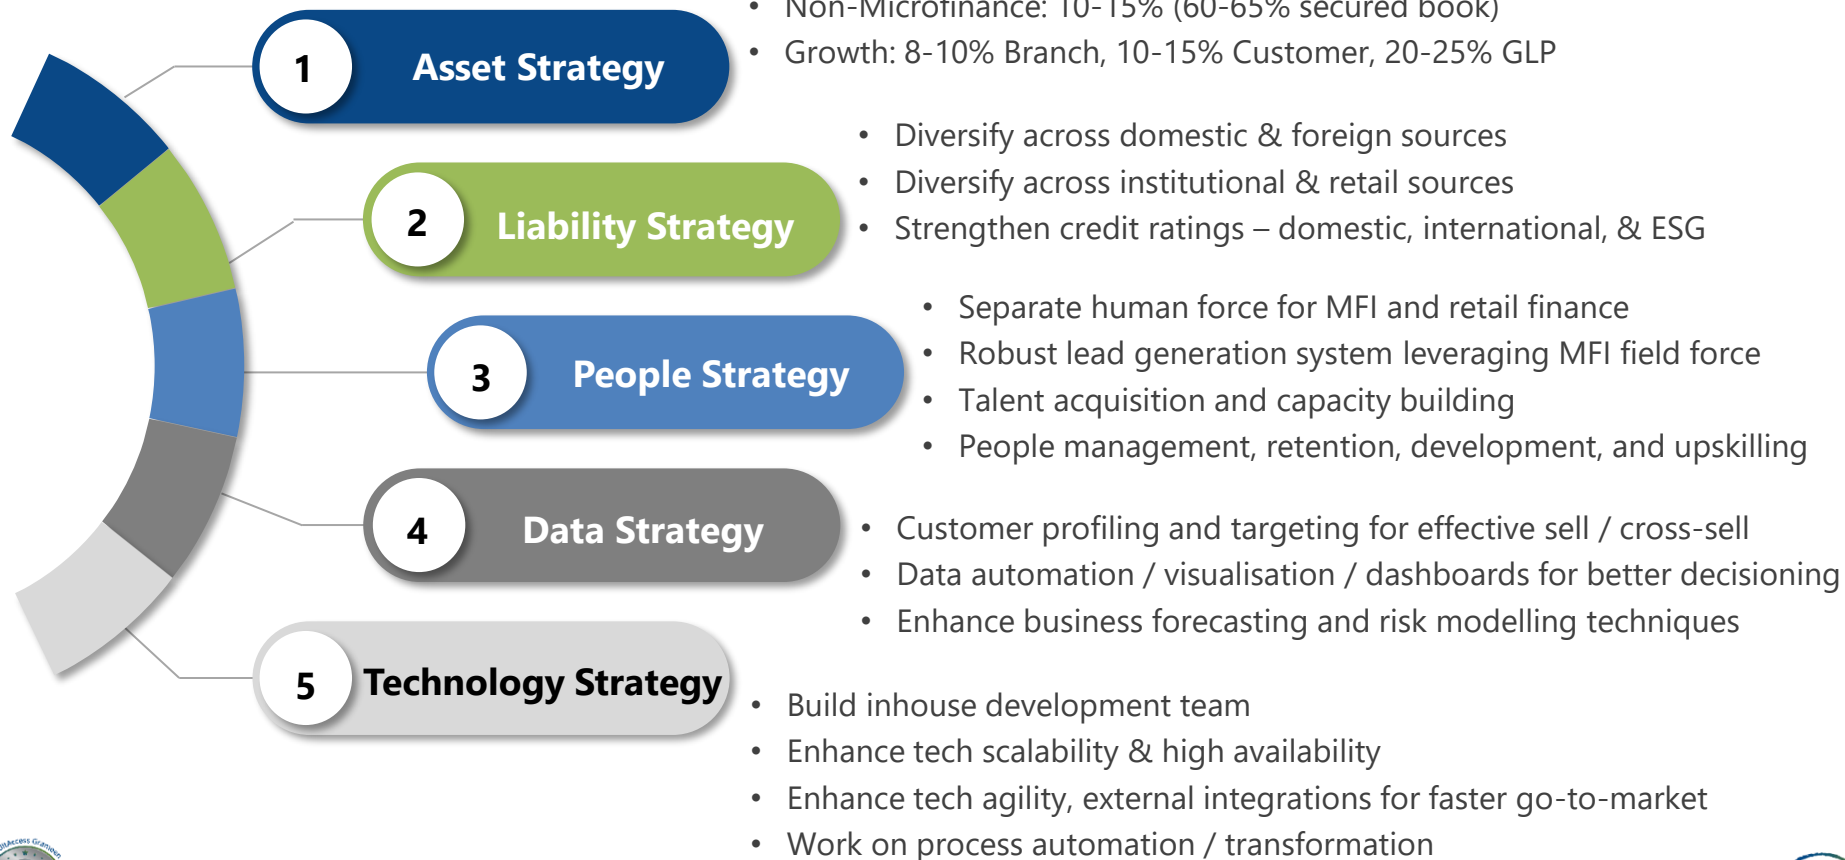 • Non-Microfinance: 10-15% (60-65% secured book)
1 Asset Strategy
• Growth: 8-10% Branch, 10-15% Customer, 20-25% GLP
• Diversify across domestic & foreign sources
• Diversify across institutional & retail sources
2 Liability Strategy
• Strengthen credit ratings – domestic, international, & ESG
• Separate human force for MFI and retail finance
• Robust lead generation system leveraging MFI field force
3 People Strategy
• Talent acquisition and capacity building
• People management, retention, development, and upskilling
4 Data Strategy
• Customer profiling and targeting for effective sell / cross-sell
• Data automation / visualisation / dashboards for better decisioning
• Enhance business forecasting and risk modelling techniques
5 Technology Strategy
• Build inhouse development team
• Enhance tech scalability & high availability
• Enhance tech agility, external integrations for faster go-to-market
• Work on process automation / transformation